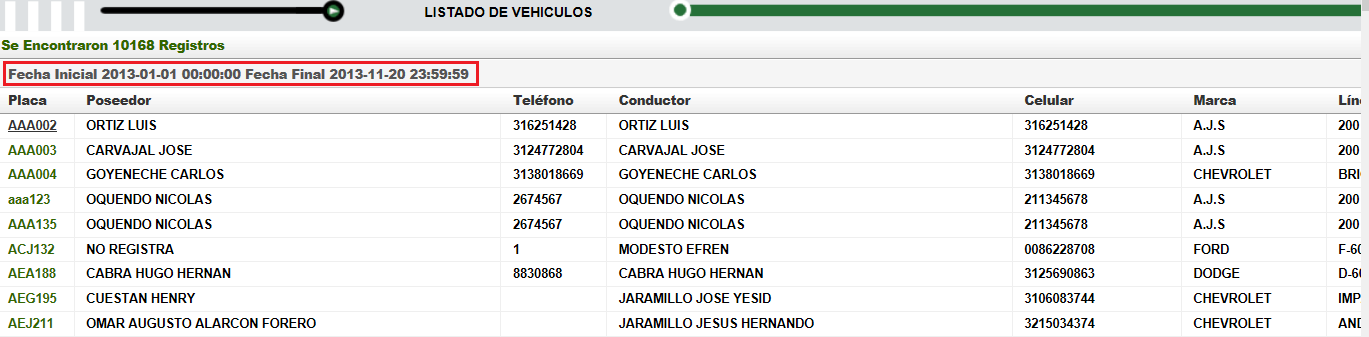 LISTADO DE VEHICULOS
Se Encontraron 10168 Registros
Fecha Inicial 2013-01-01 00:00:00 Fecha Final 2013-11-20 23:59:59
Placa Poseedor Teléfono Conductor Celular Marca Líne
AAA002 ORTIZ LUIS 316251428 ORTIZ LUIS 316251428 A.J.S 200
AAA003 CARVAJAL JOSE 3124772804 CARVAJAL JOSE 3124772804 A.J.S 200
AAA004 GOYENECHE CARLOS 3138018669 GOYENECHE CARLOS 3138018669 CHEVROLET BRI
aaa123 OQUENDO NICOLAS 2674567 OQUENDO NICOLAS 211345678 A.J.S 200
AAA135 OQUENDO NICOLAS 2674567 OQUENDO NICOLAS 211345678 A.J.S 200
ACJ132 NO REGISTRA 1 MODESTO EFREN 0086228708 FORD F-60
AEA188 CABRA HUGO HERNAN 8830868 CABRA HUGO HERNAN 3125690863 DODGE D-60
AEG195 CUESTAN HENRY JARAMILLO JOSE YESID 3106083744 CHEVROLET IMP
AEJ211 OMAR AUGUSTO ALARCON FORERO JARAMILLO JESUS HERNANDO 3215034374 CHEVROLET AND